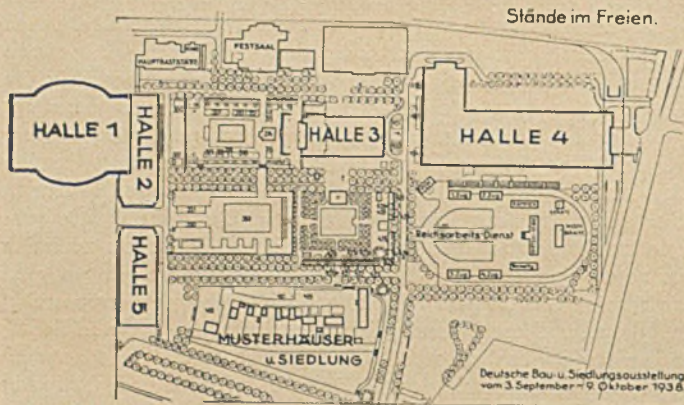 Stände im Freien.
FESTSAAL
HAUPTGASTSTÄTTE
HALLE 1
HALLE 2
HALLE 3
HALLE 4
Reichsarbeits-Dienst
HALLE 5
MUSTERHÄUSER
u. SIEDLUNG
Deutsche Bau- u. Siedlungsausstellung
vom 3. September - 9. Oktober 1938